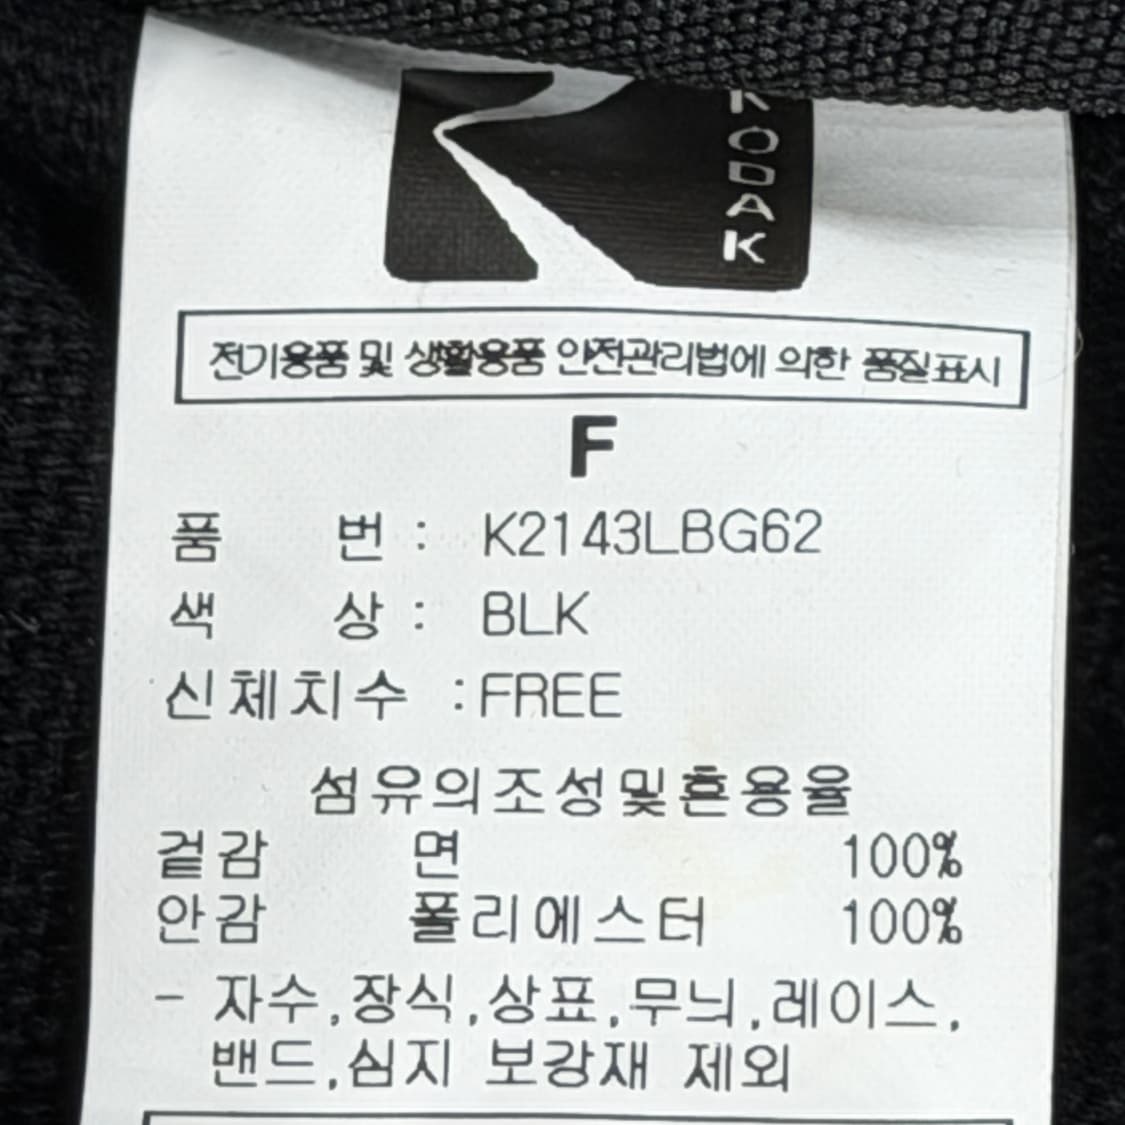 KODAK
전기용품 및 생활용품 안전관리법에 의한 품질표시
F
품 번 : K2143LBG62
색 상 : BLK
신체치수 : FREE
섬유의조성및혼용율
겉감 면 100%
안감 폴리에스터 100%
- 자수,장식,상표,무늬,레이스,
밴드,심지 보강재 제외